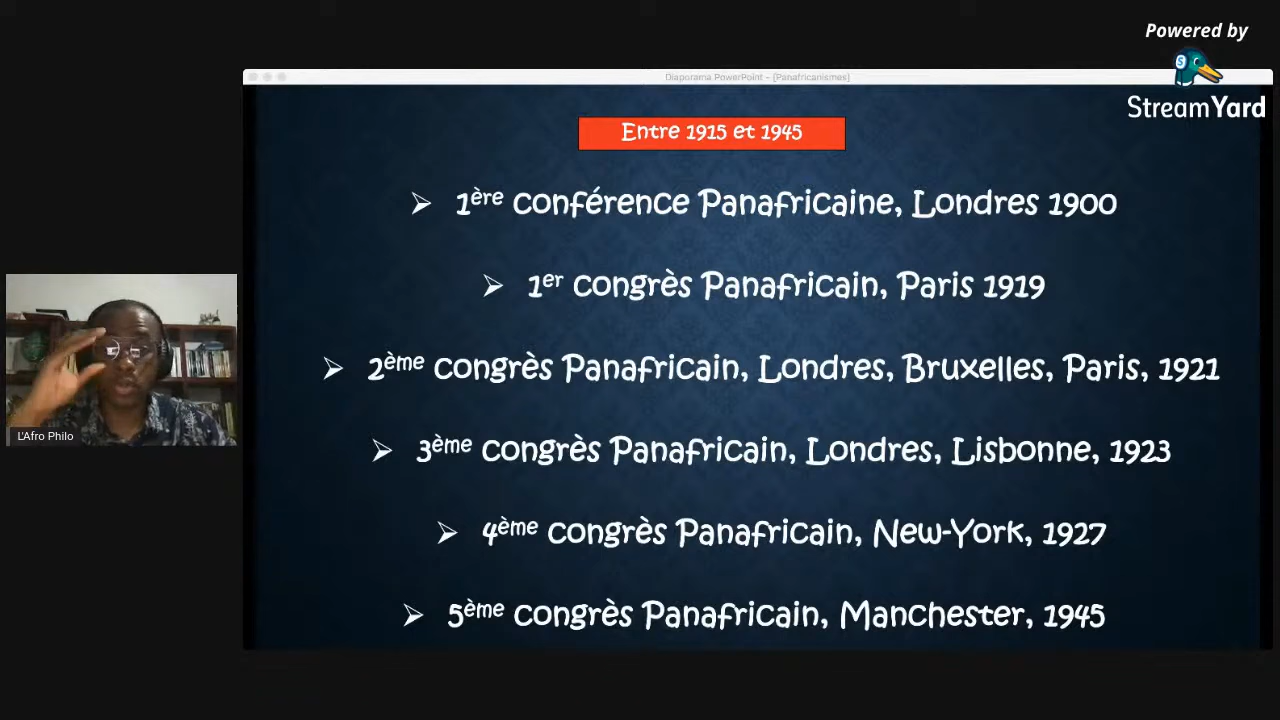 Powered by
StreamYard
Diaporama PowerPoint - [Panafricanismes]
Entre 1915 et 1945
1ère conférence Panafricaine, Londres 1900
1er congrès Panafricain, Paris 1919
2ème congrès Panafricain, Londres, Bruxelles, Paris, 1921
3ème congrès Panafricain, Londres, Lisbonne, 1923
4ème congrès Panafricain, New-York, 1927
5ème congrès Panafricain, Manchester, 1945
L'Afro Philo